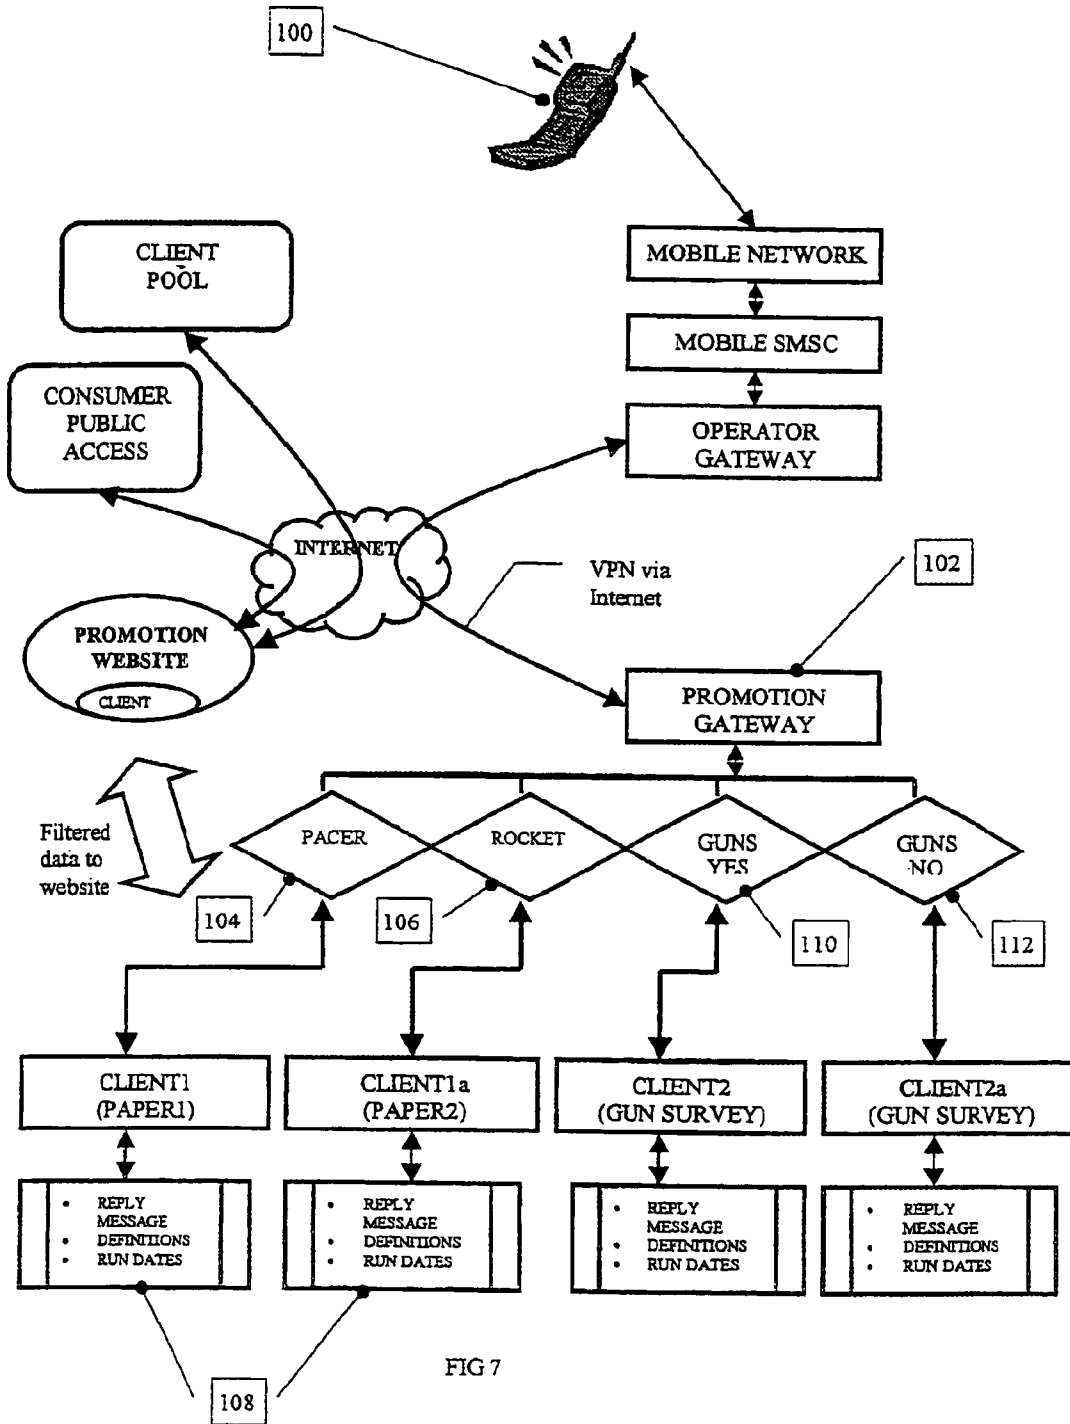 100
CLIENT
POOL
MOBILE NETWORK
MOBILE SMSC
CONSUMER
PUBLIC
ACCESS
OPERATOR
GATEWAY
INTERNET
VPN via
Internet
102
PROMOTION
WEBSITE
CLIENT
PROMOTION
GATEWAY
Filtered
data to
website
PACER
ROCKET
GUNS
YES
GUNS
NO
104
106
110
112
CLIENT1
(PAPER1)
CLIENT1a
(PAPER2)
CLIENT2
(GUN SURVEY)
CLIENT2a
(GUN SURVEY)
• REPLY
MESSAGE
• DEFINITIONS
• RUN DATES
• REPLY
MESSAGE
• DEFINITIONS
• RUN DATES
• REPLY
MESSAGE
• DEFINITIONS
• RUN DATES
• REPLY
MESSAGE
• DEFINITIONS
• RUN DATES
108
FIG 7